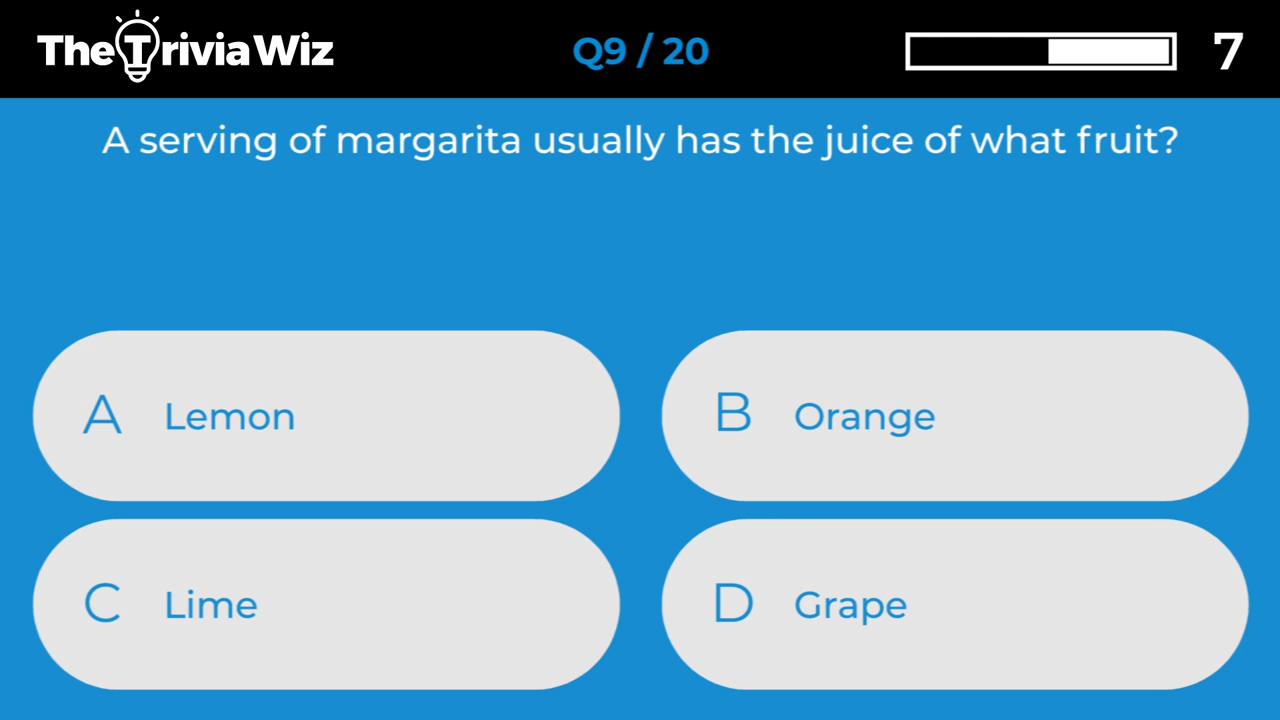 The Trivia Wiz
Q9 / 20
7
A serving of margarita usually has the juice of what fruit?
A Lemon
B Orange
C Lime
D Grape